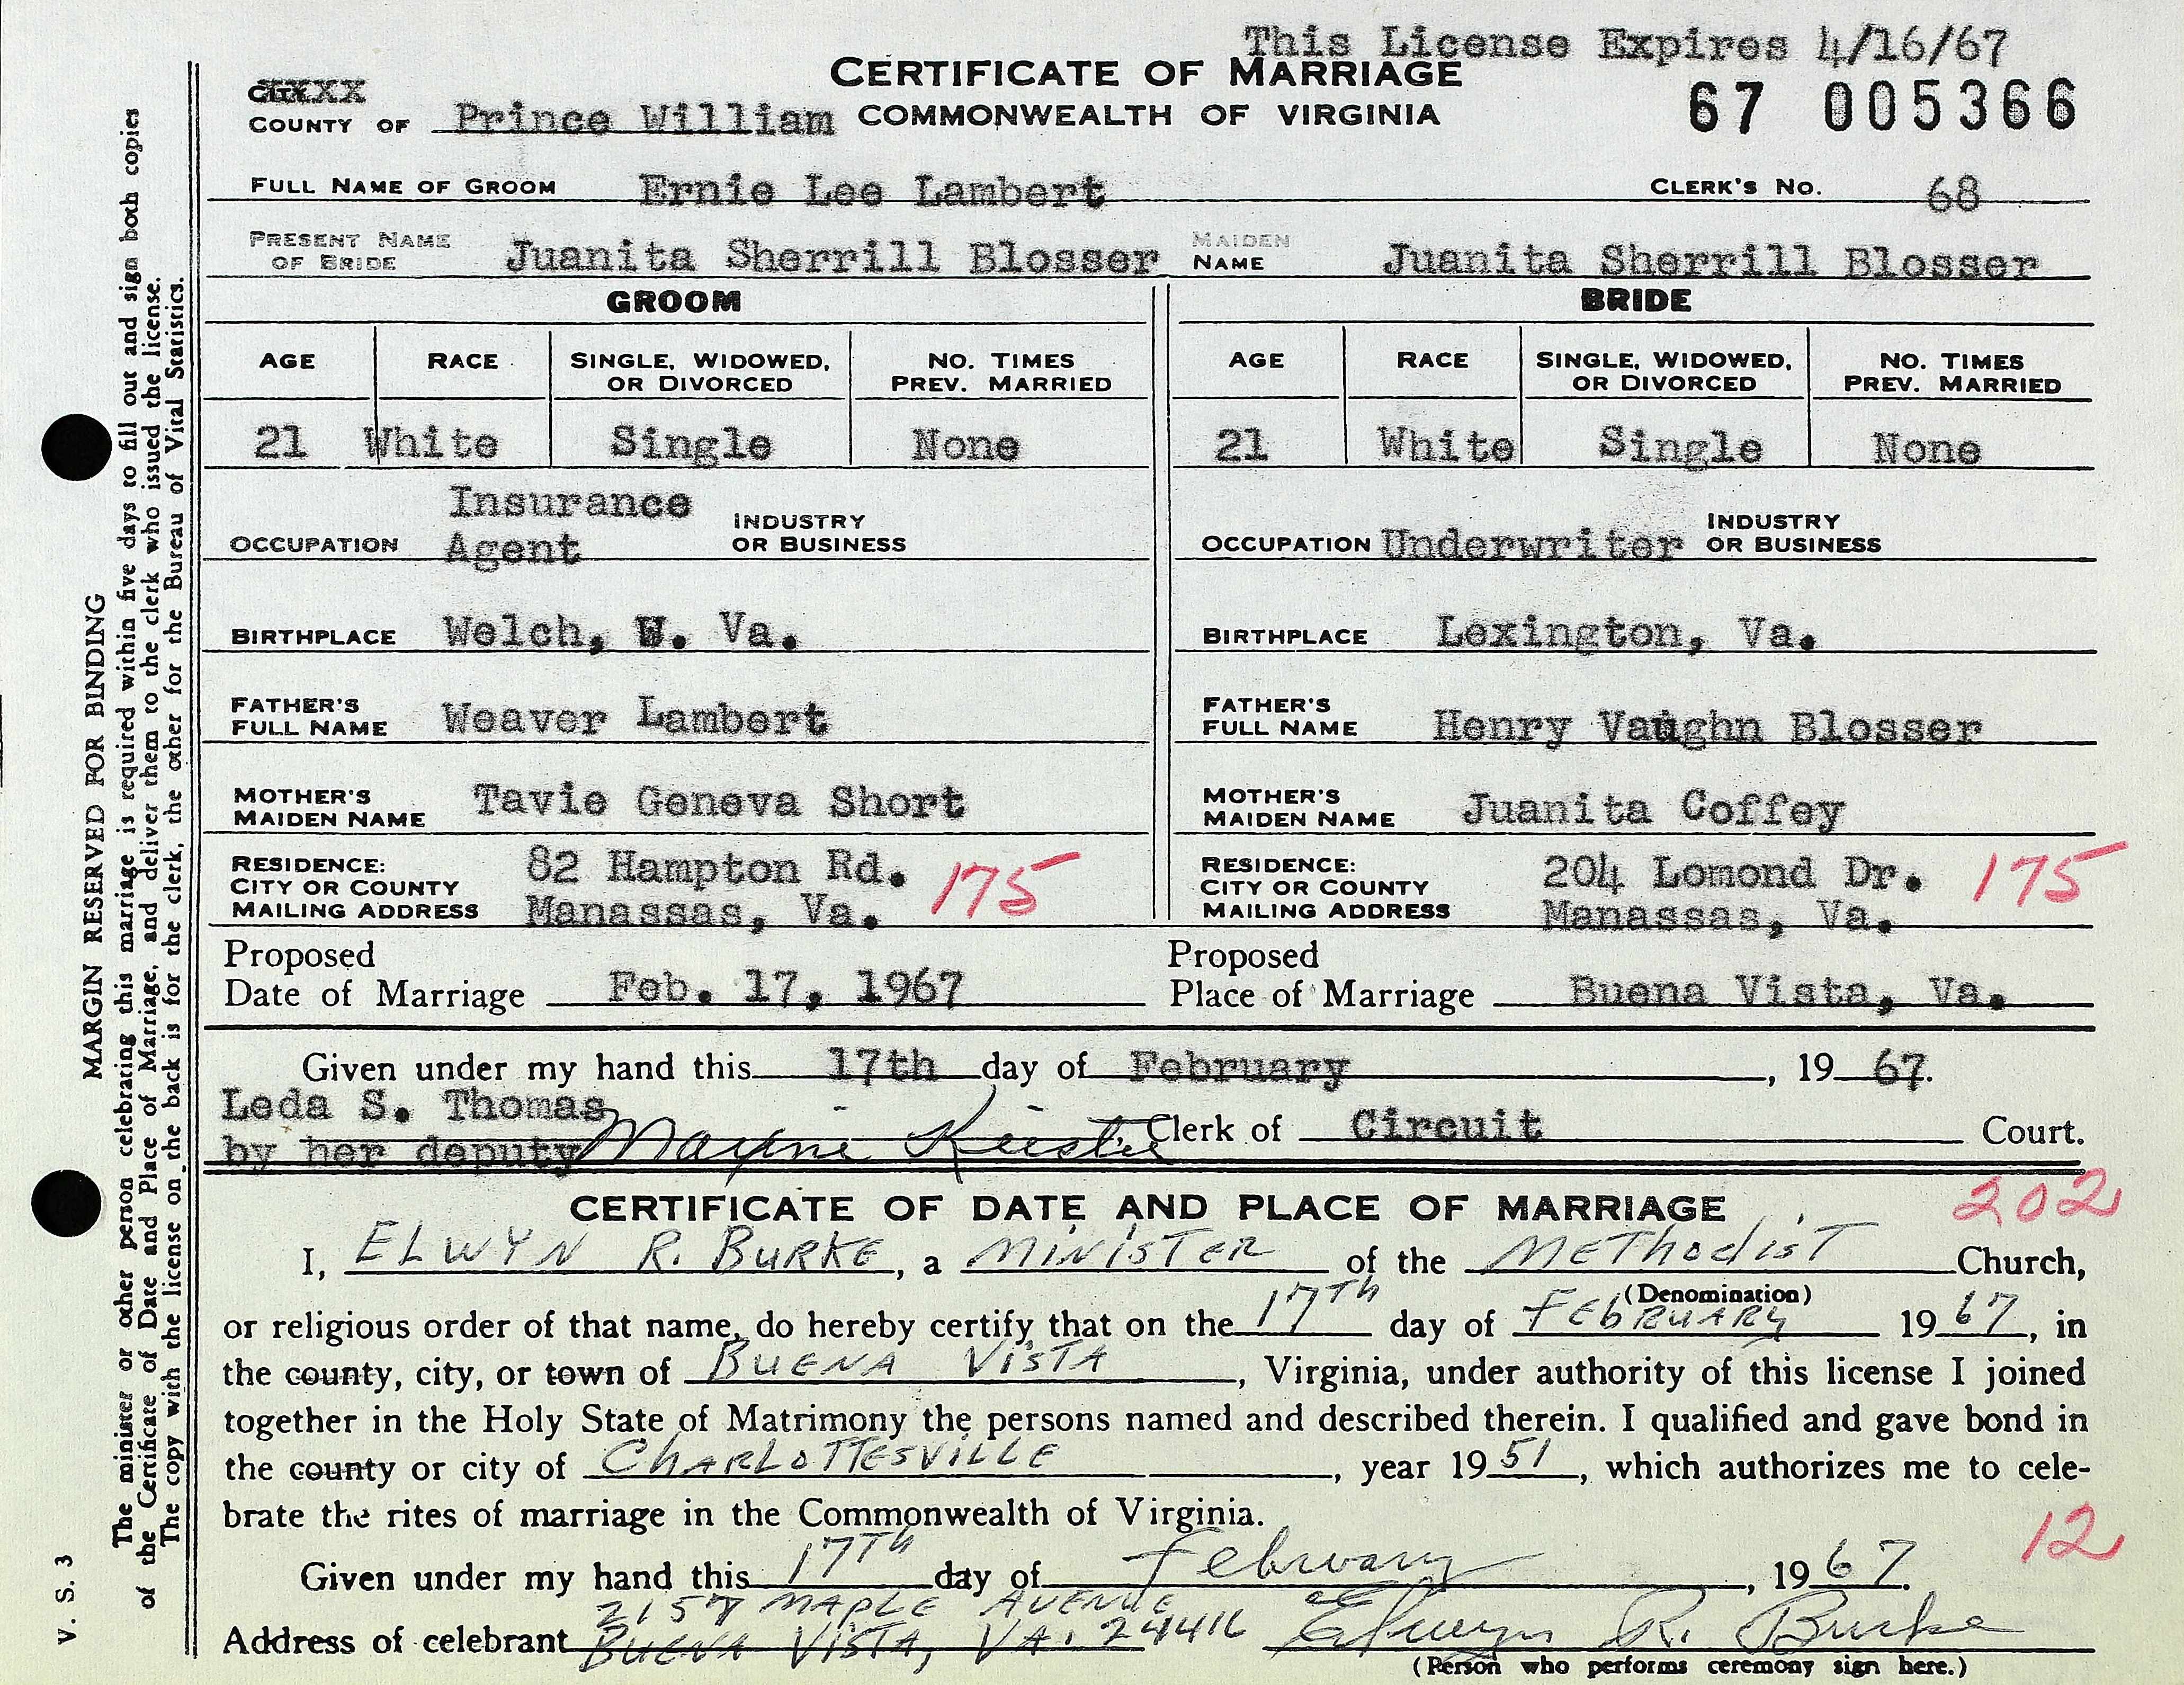 This License Expires 4/16/67
CERTIFICATE OF MARRIAGE
67 005366
COUNTY OF Prince William COMMONWEALTH OF VIRGINIA
FULL NAME OF GROOM Ernie Lee Lambert CLERK'S NO. 68
PRESENT NAME OF BRIDE Juanita Sherrill Blosser MAIDEN NAME Juanita Sherrill Blosser
GROOM BRIDE
AGE RACE SINGLE, WIDOWED, OR DIVORCED NO. TIMES PREV. MARRIED AGE RACE SINGLE, WIDOWED, OR DIVORCED NO. TIMES PREV. MARRIED
21 White Single None 21 White Single None
OCCUPATION Insurance Agent INDUSTRY OR BUSINESS OCCUPATION Underwriter INDUSTRY OR BUSINESS
BIRTHPLACE Welch, W. Va. BIRTHPLACE Lexington, Va.
FATHER'S FULL NAME Weaver Lambert FATHER'S FULL NAME Henry Vaughn Blosser
MOTHER'S MAIDEN NAME Tavie Geneva Short MOTHER'S MAIDEN NAME Juanita Coffey
RESIDENCE: 82 Hampton Rd. RESIDENCE: 204 Lomond Dr.
CITY OR COUNTY 175 CITY OR COUNTY 175
MAILING ADDRESS Manassas, Va. MAILING ADDRESS Manassas, Va.
Proposed Date of Marriage Feb. 17, 1967 Proposed Place of Marriage Buena Vista, Va.
Given under my hand this 17th day of February, 1967.
Leda S. Thomas
by her deputy Maxine, Clerk of Circuit Court.
CERTIFICATE OF DATE AND PLACE OF MARRIAGE 202
I, ELWYN R. BURKE, a MINISTER of the METHODIST Church,
(Denomination)
or religious order of that name, do hereby certify that on the 17TH day of FEBRUARY 1967, in
the county, city, or town of BUENA VISTA, Virginia, under authority of this license I joined
together in the Holy State of Matrimony the persons named and described therein. I qualified and gave bond in
the county or city of CHARLOTTESVILLE, year 1951, which authorizes me to cele-
brate the rites of marriage in the Commonwealth of Virginia.
12
Given under my hand this 17TH day of February, 1967.
2157 MAPLE AVENUE
Address of celebrant BUENA VISTA, VA. 24416 Elwyn R. Burke
(Person who performs ceremony sign here.)
MARGIN RESERVED FOR BINDING
The minister or other person celebrating this marriage is required within five days to fill out and sign both copies
of the Certificate of Date and Place of Marriage, and deliver them to the clerk who issued the license.
The copy with the license on the back is for the clerk, the other for the Bureau of Vital Statistics.
V. S. 3